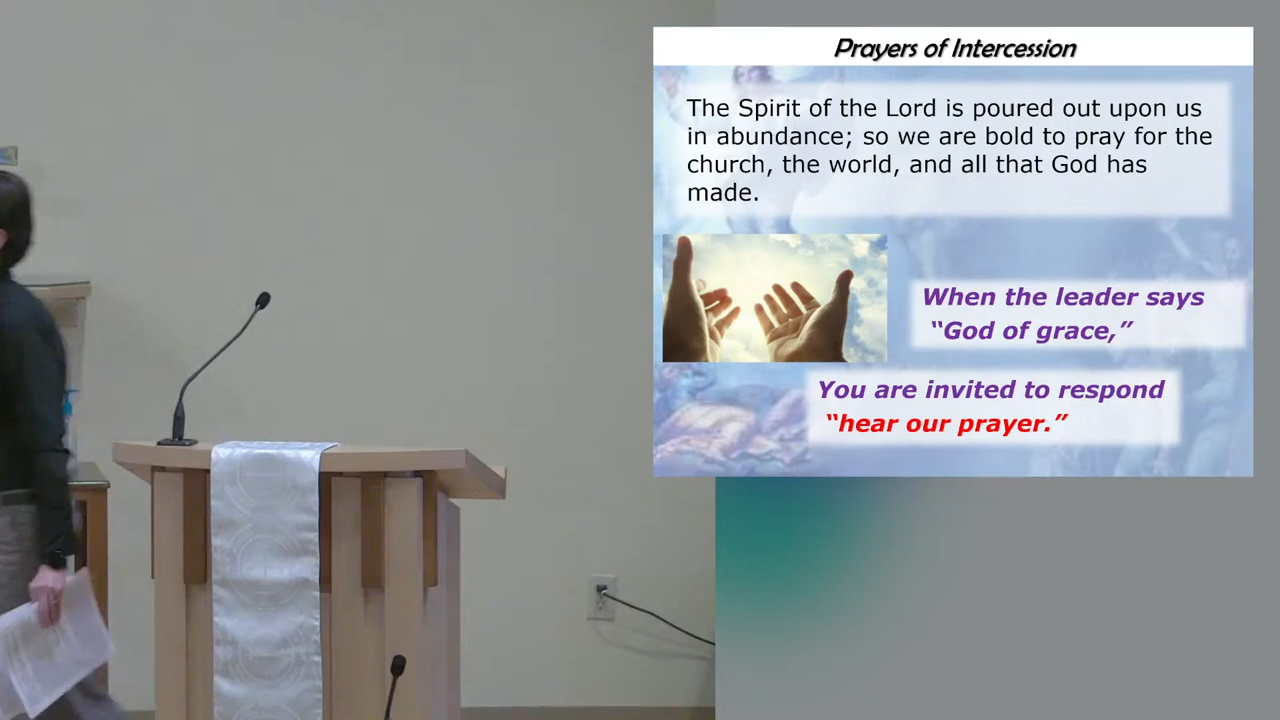 Prayers of Intercession
The Spirit of the Lord is poured out upon us
in abundance; so we are bold to pray for the
church, the world, and all that God has
made.
When the leader says
“God of grace,”
You are invited to respond
“hear our prayer.”